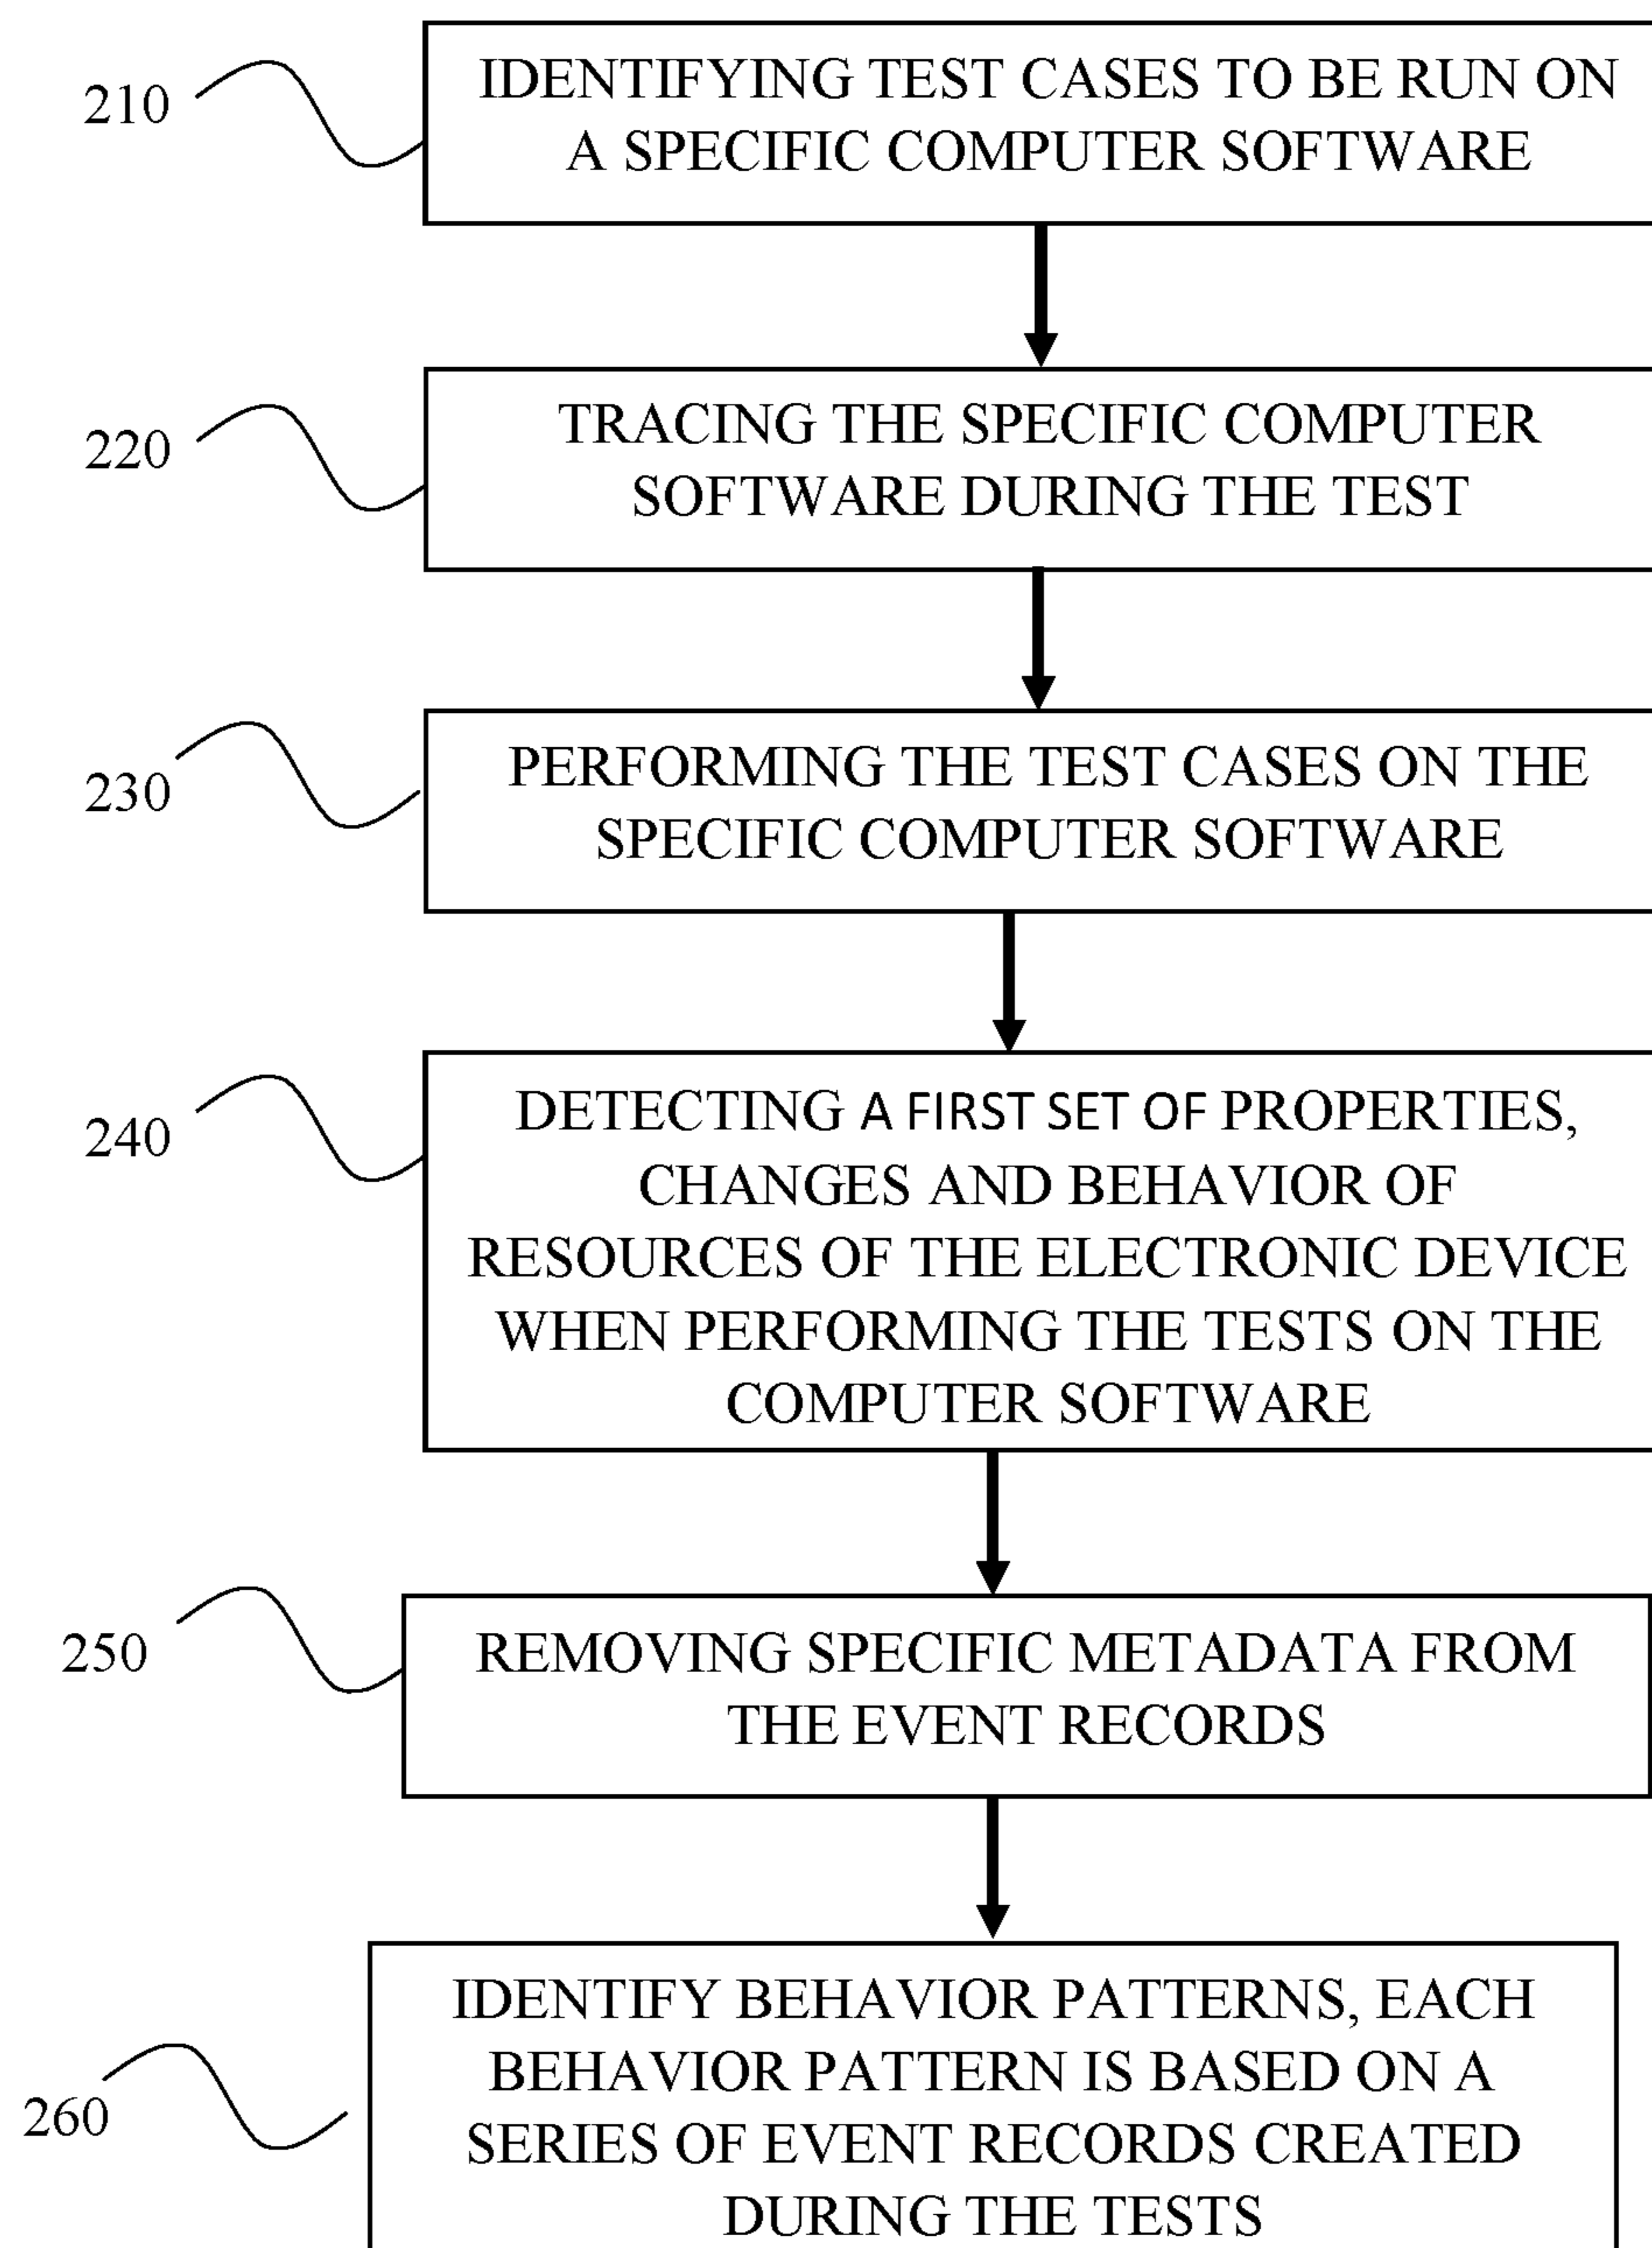 210
IDENTIFYING TEST CASES TO BE RUN ON
A SPECIFIC COMPUTER SOFTWARE
220
TRACING THE SPECIFIC COMPUTER
SOFTWARE DURING THE TEST
230
PERFORMING THE TEST CASES ON THE
SPECIFIC COMPUTER SOFTWARE
240
DETECTING A FIRST SET OF PROPERTIES,
CHANGES AND BEHAVIOR OF
RESOURCES OF THE ELECTRONIC DEVICE
WHEN PERFORMING THE TESTS ON THE
COMPUTER SOFTWARE
250
REMOVING SPECIFIC METADATA FROM
THE EVENT RECORDS
260
IDENTIFY BEHAVIOR PATTERNS, EACH
BEHAVIOR PATTERN IS BASED ON A
SERIES OF EVENT RECORDS CREATED
DURING THE TESTS